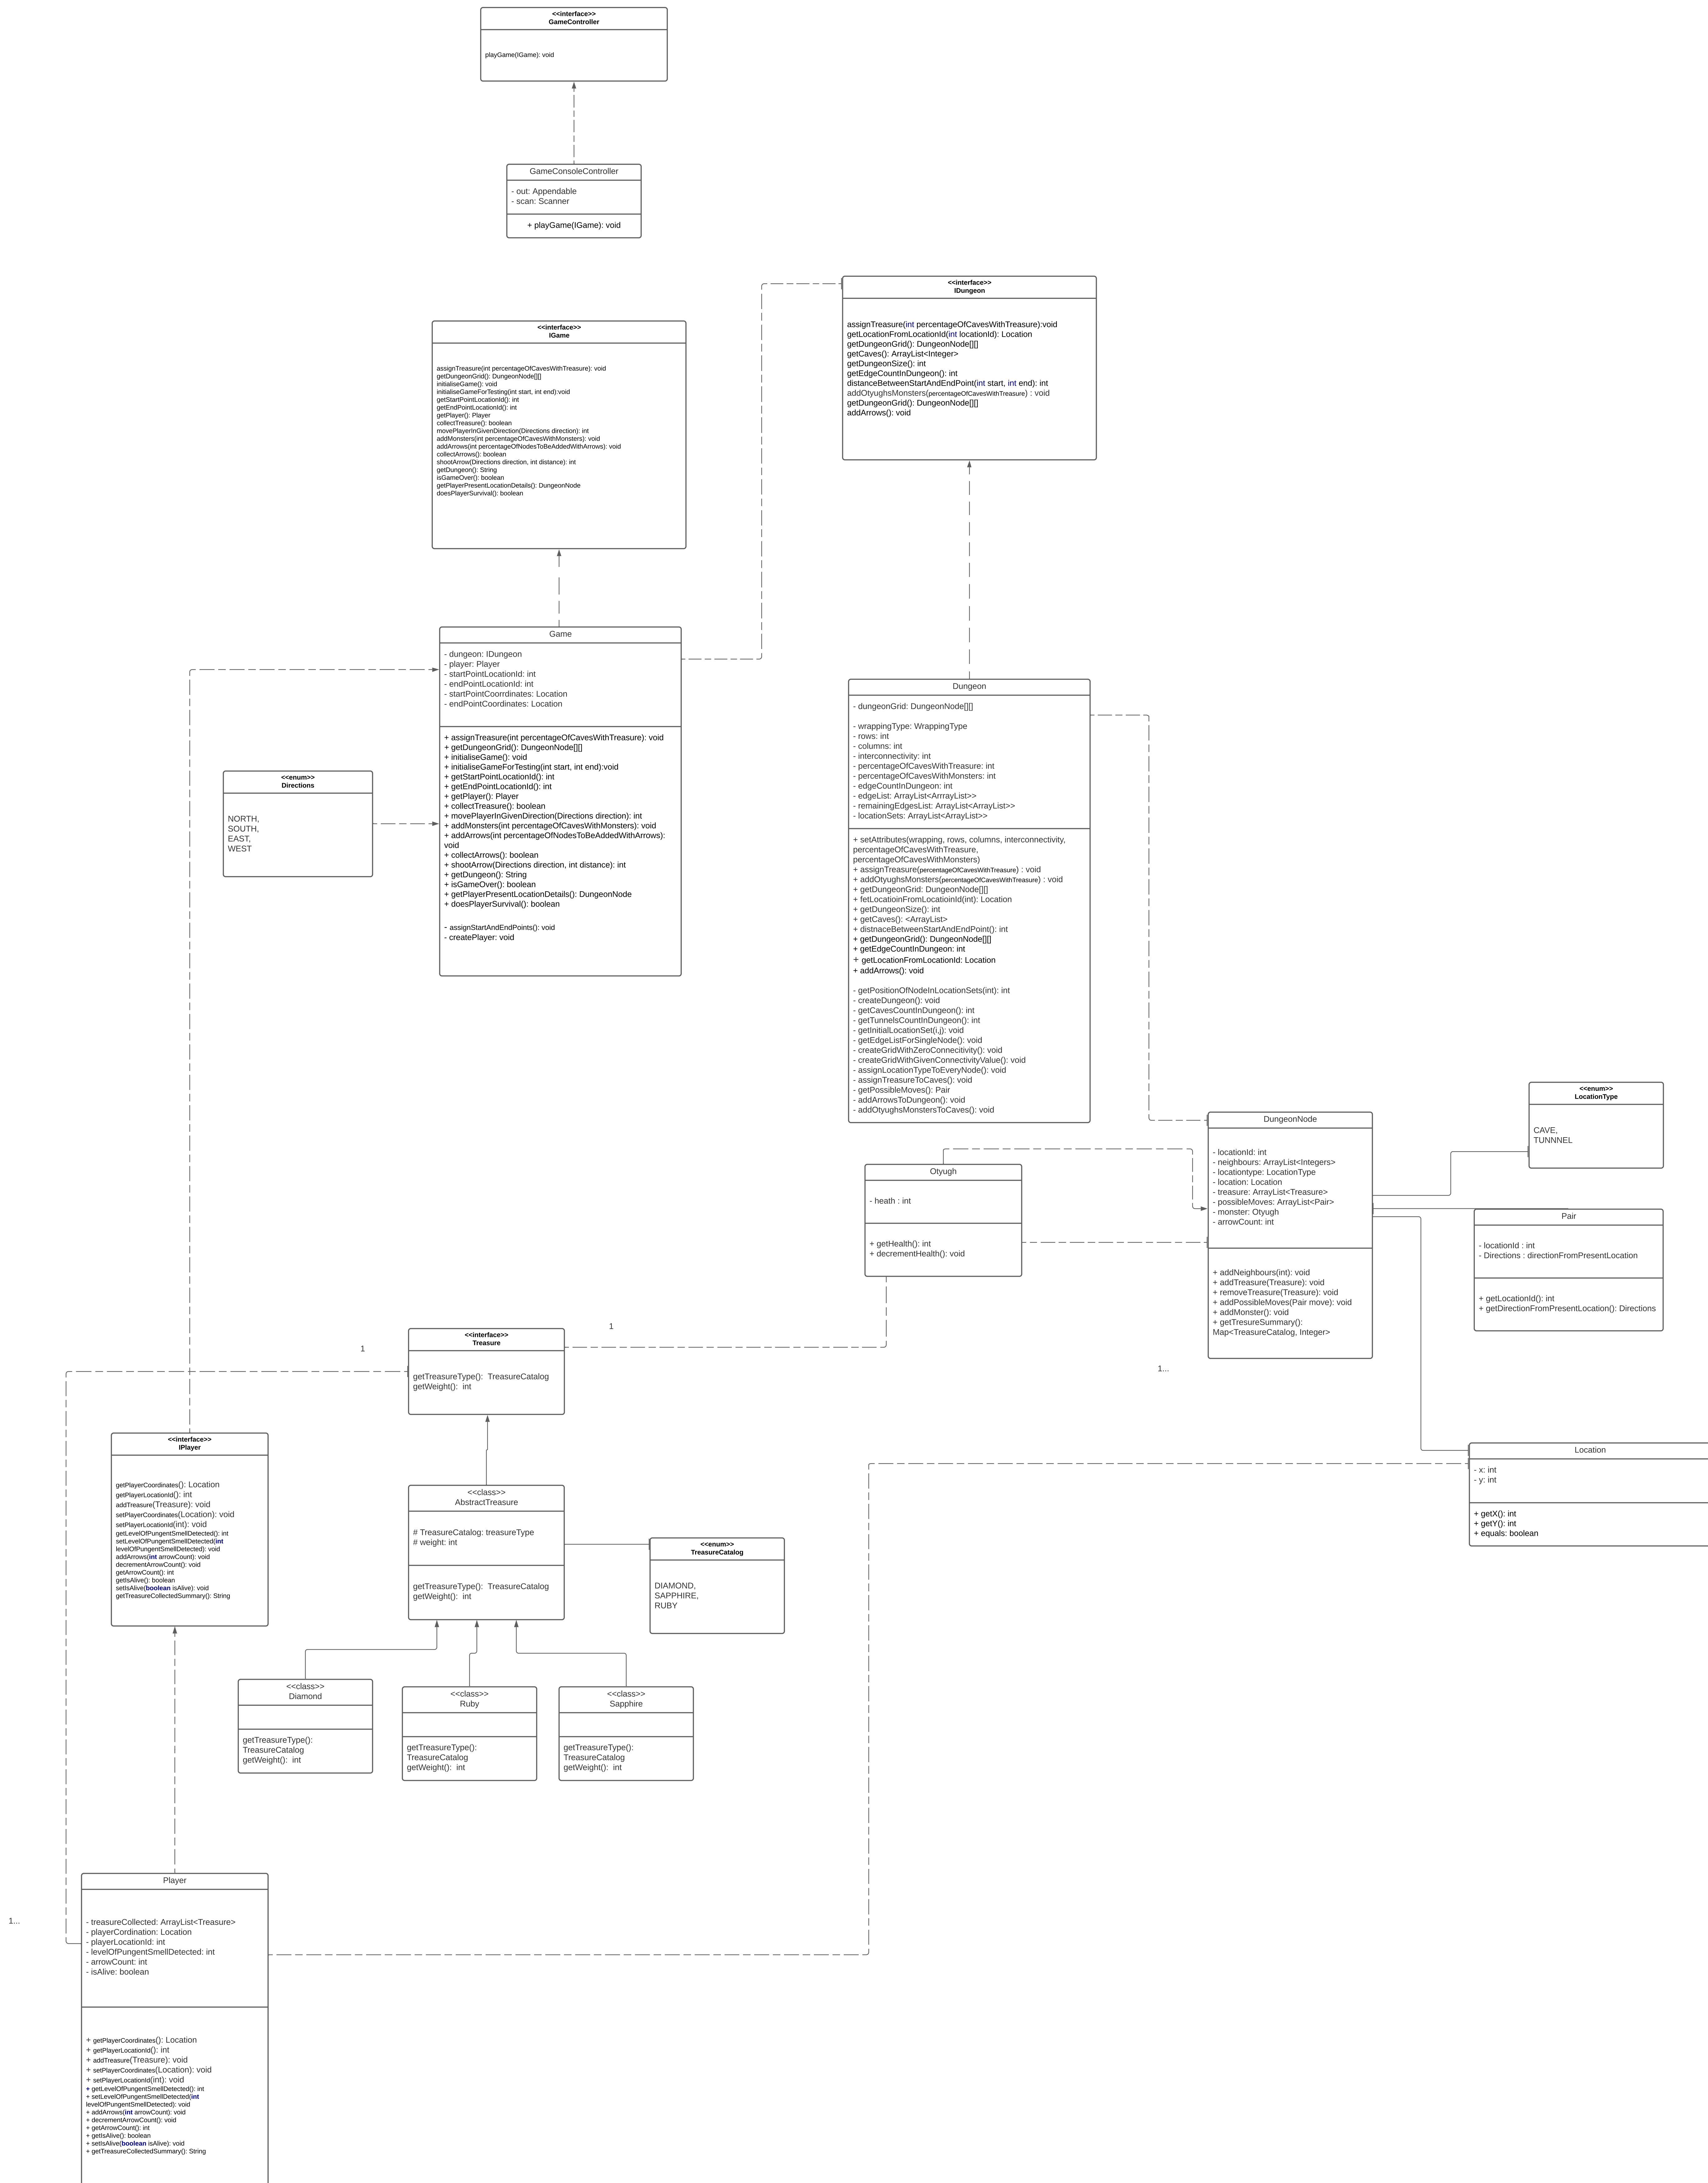 <<interface>>
GameController
playGame(IGame): void
GameConsoleController
- out: Appendable
- scan: Scanner
+ playGame(IGame): void
<<interface>>
IDungeon
assignTreasure(int percentageOfCavesWithTreasure):void
getLocationFromLocationId(int locationId): Location
getDungeonGrid(): DungeonNode[][]
getCaves(): ArrayList<Integer>
getDungeonSize(): int
getEdgeCountInDungeon(): int
distanceBetweenStartAndEndPoint(int start, int end): int
addOtyughsMonsters(percentageOfCavesWithTreasure) : void
getDungeonGrid(): DungeonNode[][]
addArrows(): void
<<interface>>
IGame
assignTreasure(int percentageOfCavesWithTreasure): void
getDungeonGrid(): DungeonNode[][]
initialiseGame(): void
initialiseGameForTesting(int start, int end):void
getStartPointLocationId(): int
getEndPointLocationId(): int
getPlayer(): Player
collectTreasure(): boolean
movePlayerInGivenDirection(Directions direction): int
addMonsters(int percentageOfCavesWithMonsters): void
addArrows(int percentageOfNodesToBeAddedWithArrows): void
collectArrows(): boolean
shootArrow(Directions direction, int distance): int
getDungeon(): String
isGameOver(): boolean
getPlayerPresentLocationDetails(): DungeonNode
doesPlayerSurvival(): boolean
Game
- dungeon: IDungeon
- player: Player
- startPointLocationId: int
- endPointLocationId: int
- startPointCoorrdinates: Location
- endPointCoordinates: Location
+ assignTreasure(int percentageOfCavesWithTreasure): void
+ getDungeonGrid(): DungeonNode[][]
+ initialiseGame(): void
+ initialiseGameForTesting(int start, int end):void
+ getStartPointLocationId(): int
+ getEndPointLocationId(): int
+ getPlayer(): Player
+ collectTreasure(): boolean
+ movePlayerInGivenDirection(Directions direction): int
+ addMonsters(int percentageOfCavesWithMonsters): void
+ addArrows(int percentageOfNodesToBeAddedWithArrows):
void
+ collectArrows(): boolean
+ shootArrow(Directions direction, int distance): int
+ getDungeon(): String
+ isGameOver(): boolean
+ getPlayerPresentLocationDetails(): DungeonNode
+ doesPlayerSurvival(): boolean
- assignStartAndEndPoints(): void
- createPlayer: void
<<enum>>
Directions
NORTH,
SOUTH,
EAST,
WEST
Dungeon
- dungeonGrid: DungeonNode[][]
- wrappingType: WrappingType
- rows: int
- columns: int
- interconnectivity: int
- percentageOfCavesWithTreasure: int
- percentageOfCavesWithMonsters: int
- edgeCountInDungeon: int
- edgeList: ArrayList<ArrrayList>>
- remainingEdgesList: ArrayList<ArrayList>>
- locationSets: ArrayList<ArrayList>>
+ setAttributes(wrapping, rows, columns, interconnectivity,
percentageOfCavesWithTreasure,
percentageOfCavesWithMonsters)
+ assignTreasure(percentageOfCavesWithTreasure) : void
+ addOtyughsMonsters(percentageOfCavesWithTreasure) : void
+ getDungeonGrid: DungeonNode[][]
+ fetLocatioinFromLocatioinId(int): Location
+ getDungeonSize(): int
+ getCaves(): <ArrayList>
+ distnaceBetweenStartAndEndPoint(): int
+ getDungeonGrid(): DungeonNode[][]
+ getEdgeCountInDungeon: int
+ getLocationFromLocationId: Location
+ addArrows(): void
- getPositionOfNodeInLocationSets(int): int
- createDungeon(): void
- getCavesCountInDungeon(): int
- getTunnelsCountInDungeon(): int
- getInitialLocationSet(i,j): void
- getEdgeListForSingleNode(): void
- createGridWithZeroConnecitivity(): void
- createGridWithGivenConnectivityValue(): void
- assignLocationTypeToEveryNode(): void
- assignTreasureToCaves(): void
- getPossibleMoves(): Pair
- addArrowsToDungeon(): void
- addOtyughsMonstersToCaves(): void
<<enum>>
LocationType
CAVE,
TUNNNEL
DungeonNode
- locationId: int
- neighbours: ArrayList<Integers>
- locationtype: LocationType
- location: Location
- treasure: ArrayList<Treasure>
- possibleMoves: ArrayList<Pair>
- monster: Otyugh
- arrowCount: int
+ addNeighbours(int): void
+ addTreasure(Treasure): void
+ removeTreasure(Treasure): void
+ addPossibleMoves(Pair move): void
+ addMonster(): void
+ getTresureSummary():
Map<TreasureCatalog, Integer>
Otyugh
- heath : int
+ getHealth(): int
+ decrementHealth(): void
Pair
- locationId : int
- Directions : directionFromPresentLocation
+ getLocationId(): int
+ getDirectionFromPresentLocation(): Directions
1
1
1...
<<interface>>
Treasure
getTreasureType():  TreasureCatalog
getWeight():  int
<<interface>>
IPlayer
getPlayerCoordinates(): Location
getPlayerLocationId(): int
addTreasure(Treasure): void
setPlayerCoordinates(Location): void
setPlayerLocationId(int): void
getLevelOfPungentSmellDetected(): int
setLevelOfPungentSmellDetected(int
levelOfPungentSmellDetected): void
addArrows(int arrowCount): void
decrementArrowCount(): void
getArrowCount(): int
getIsAlive(): boolean
setIsAlive(boolean isAlive): void
getTreasureCollectedSummary(): String
Location
- x: int
- y: int
+ getX(): int
+ getY(): int
+ equals: boolean
<<class>>
AbstractTreasure
# TreasureCatalog: treasureType
# weight: int
getTreasureType():  TreasureCatalog
getWeight():  int
<<enum>>
TreasureCatalog
DIAMOND,
SAPPHIRE,
RUBY
<<class>>
Diamond
getTreasureType():
TreasureCatalog
getWeight():  int
<<class>>
Ruby
getTreasureType():
TreasureCatalog
getWeight():  int
<<class>>
Sapphire
getTreasureType():
TreasureCatalog
getWeight():  int
1...
Player
- treasureCollected: ArrayList<Treasure>
- playerCordination: Location
- playerLocationId: int
- levelOfPungentSmellDetected: int
- arrowCount: int
- isAlive: boolean
+ getPlayerCoordinates(): Location
+ getPlayerLocationId(): int
+ addTreasure(Treasure): void
+ setPlayerCoordinates(Location): void
+ setPlayerLocationId(int): void
+ getLevelOfPungentSmellDetected(): int
+ setLevelOfPungentSmellDetected(int
levelOfPungentSmellDetected): void
+ addArrows(int arrowCount): void
+ decrementArrowCount(): void
+ getArrowCount(): int
+ getIsAlive(): boolean
+ setIsAlive(boolean isAlive): void
+ getTreasureCollectedSummary(): String